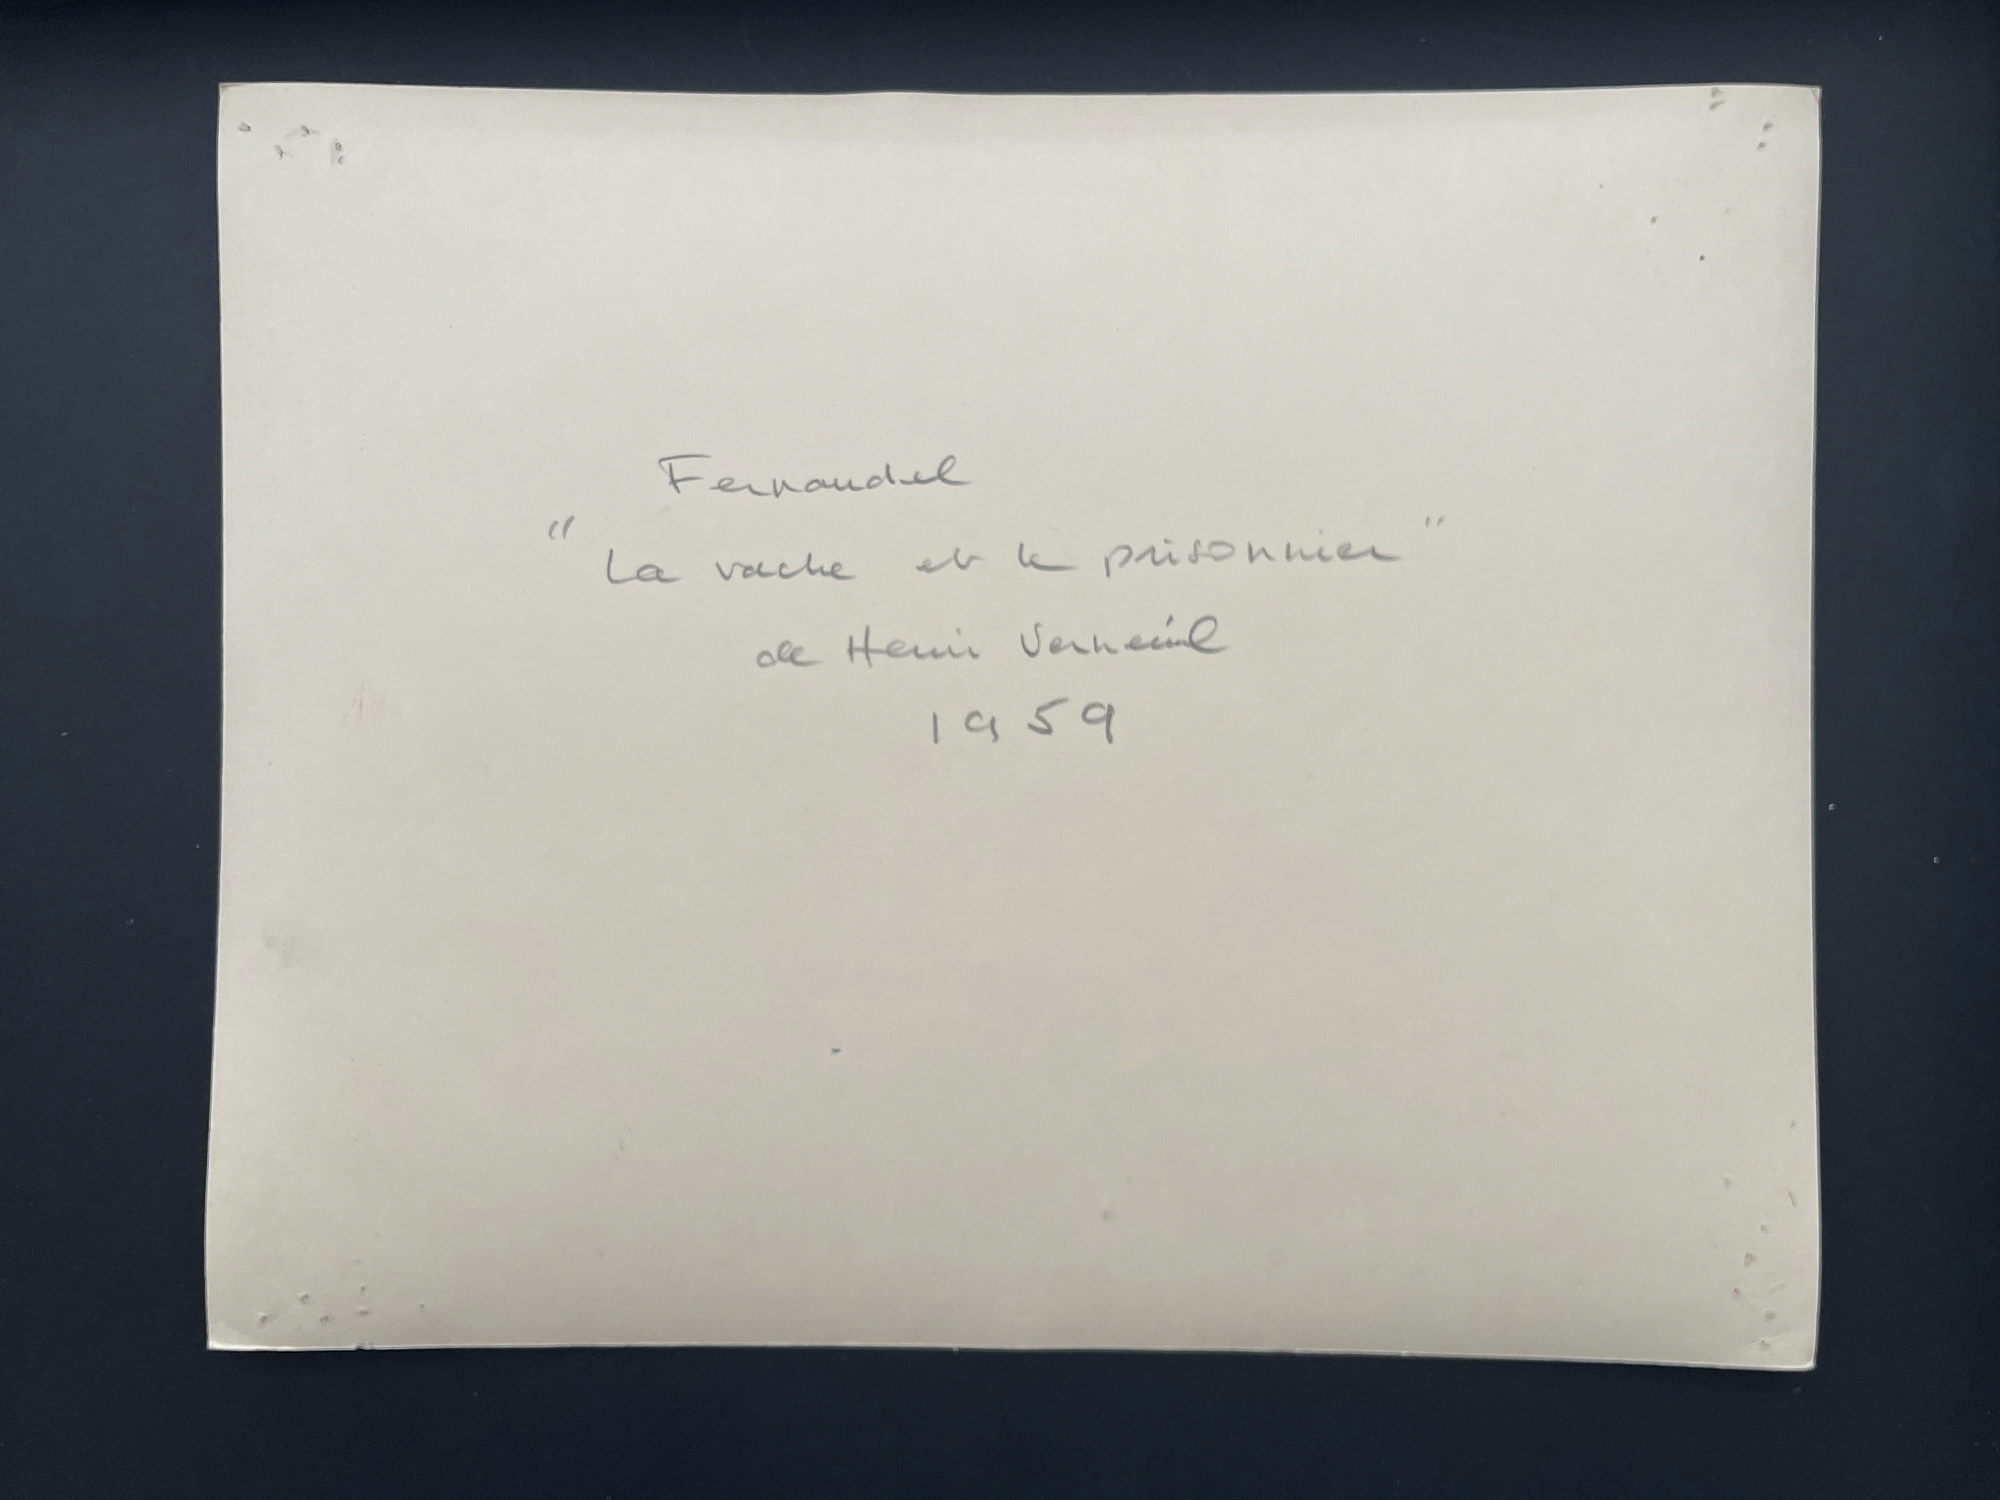 Fernandel
"La vache et le prisonnier"
de Henri Verneuil
1959